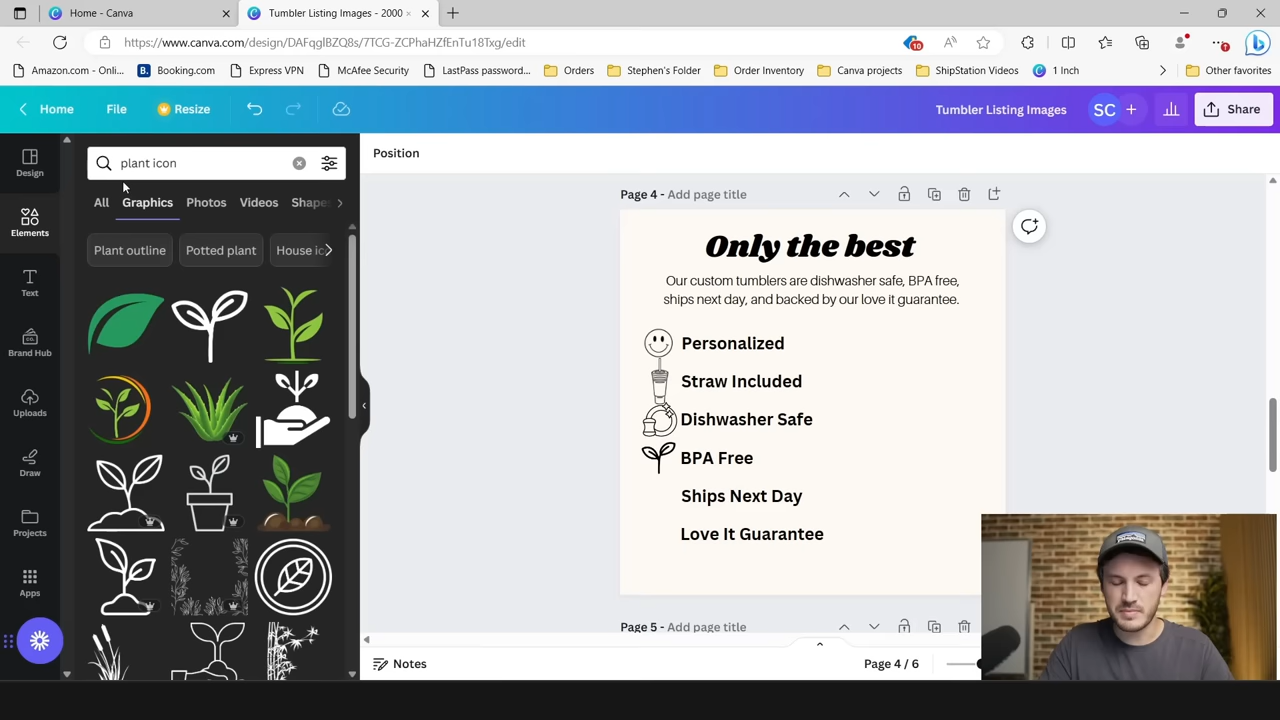 Home - Canva
Tumbler Listing Images - 2000
https://www.canva.com/design/DAFqglBZQ8s/7TCG-ZCPhaHZfEnTu18Txg/edit
10
Amazon.com - Onli...
B. Booking.com
Express VPN
McAfee Security
LastPass password...
Orders
Stephen's Folder
Order Inventory
Canva projects
ShipStation Videos
1 Inch
Other favorites
Home
File
Resize
Tumbler Listing Images
SC
Share
Design
Elements
Text
Brand Hub
Uploads
Draw
Projects
Apps
plant icon
All
Graphics
Photos
Videos
Shapes
Plant outline
Potted plant
House ic
Position
Page 4 - Add page title
Only the best
Our custom tumblers are dishwasher safe, BPA free,
ships next day, and backed by our love it guarantee.
Personalized
Straw Included
Dishwasher Safe
BPA Free
Ships Next Day
Love It Guarantee
Page 5 - Add page title
Notes
Page 4 / 6